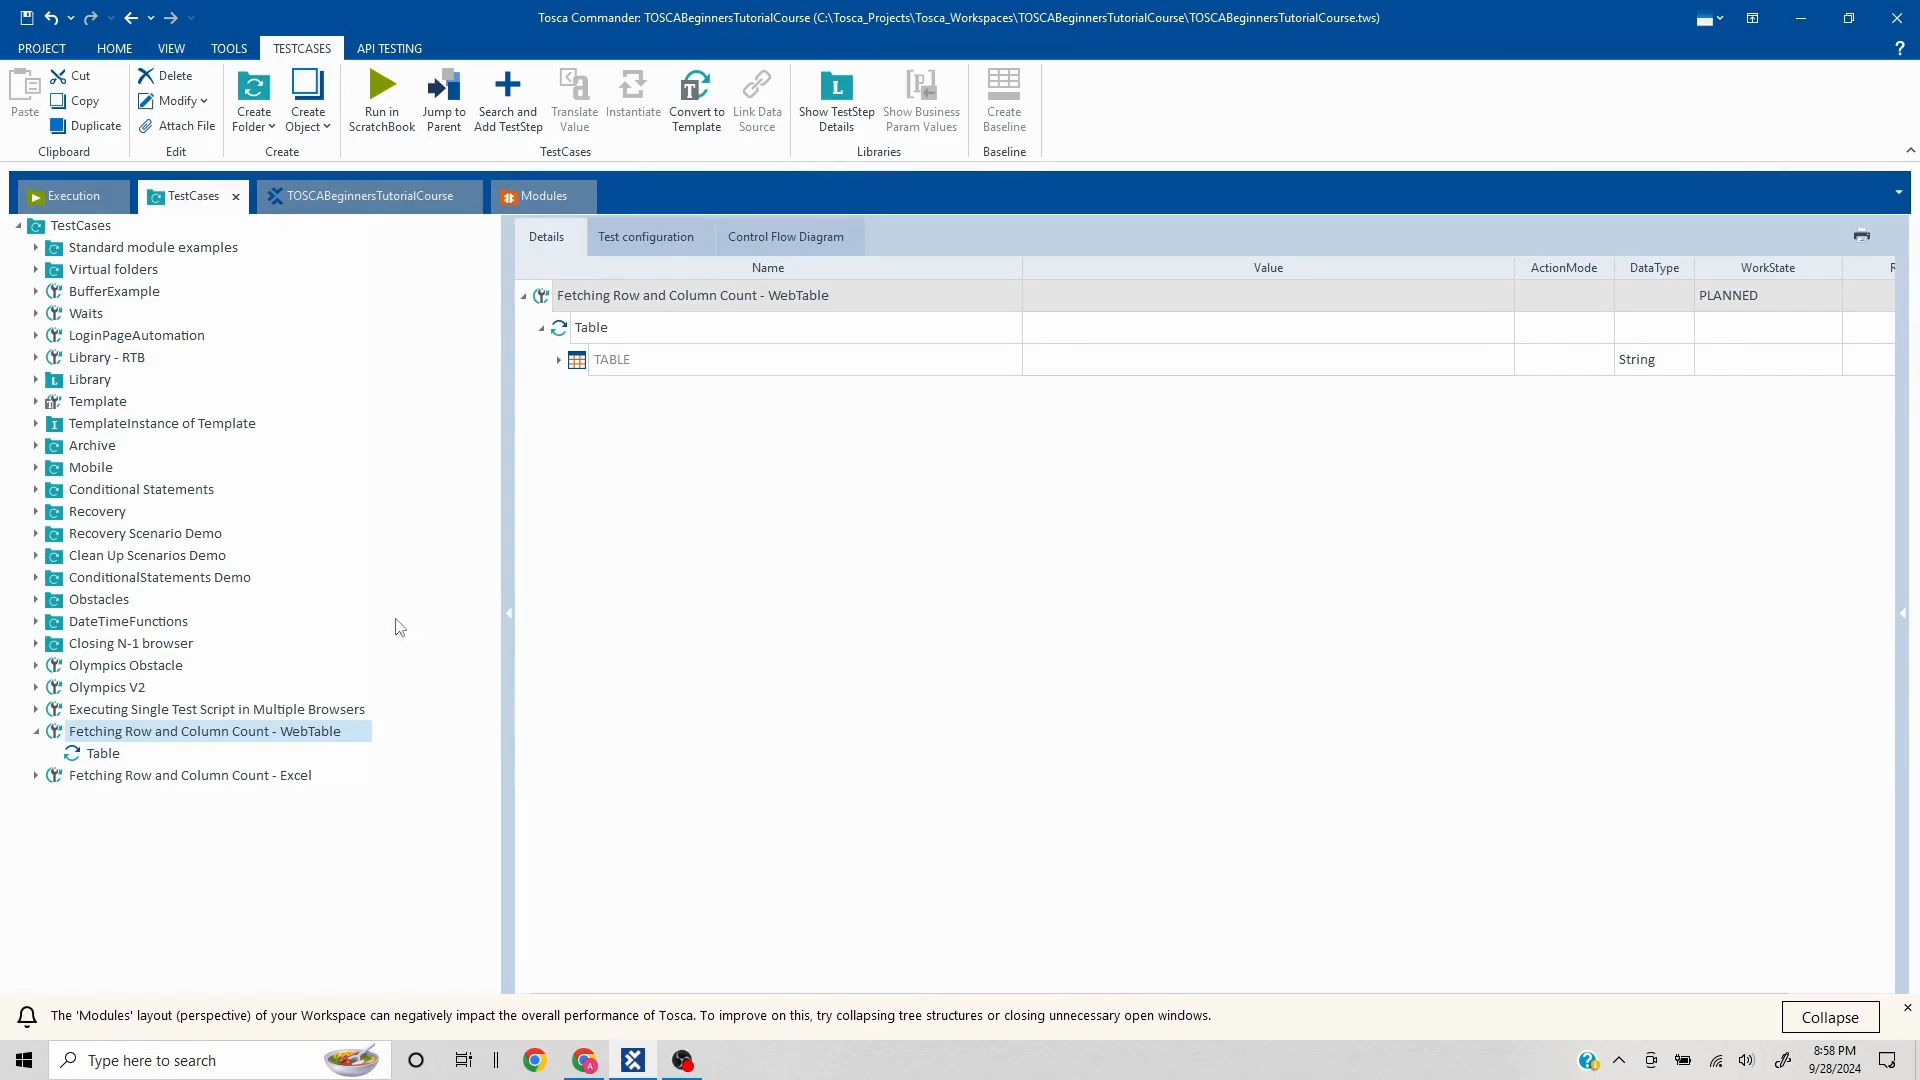 Tosca Commander: TOSCABeginnersTutorialCourse (C:\Tosca_Projects\Tosca_Workspaces\TOSCABeginnersTutorialCourse\TOSCABeginnersTutorialCourse.tws)
PROJECT HOME VIEW TOOLS TESTCASES API TESTING
?
Paste
Cut
Copy
Duplicate
Clipboard
Delete
Modify
Attach File
Edit
Create Folder
Create Object
Create
Run in ScratchBook
Jump to Parent
Search and Add TestStep
Translate Value
Instantiate
Convert to Template
Link Data Source
TestCases
Show TestStep Details
Show Business Param Values
Libraries
Create Baseline
Baseline
Execution TestCases x TOSCABeginnersTutorialCourse Modules
TestCases
Standard module examples
Virtual folders
BufferExample
Waits
LoginPageAutomation
Library - RTB
Library
Template
TemplateInstance of Template
Archive
Mobile
Conditional Statements
Recovery
Recovery Scenario Demo
Clean Up Scenarios Demo
ConditionalStatements Demo
Obstacles
DateTimeFunctions
Closing N-1 browser
Olympics Obstacle
Olympics V2
Executing Single Test Script in Multiple Browsers
Fetching Row and Column Count - WebTable
Table
Fetching Row and Column Count - Excel
Details Test configuration Control Flow Diagram
Name Value ActionMode DataType WorkState
Fetching Row and Column Count - WebTable PLANNED
Table
TABLE String
The 'Modules' layout (perspective) of your Workspace can negatively impact the overall performance of Tosca. To improve on this, try collapsing tree structures or closing unnecessary open windows.
Collapse
Type here to search
8:58 PM
9/28/2024